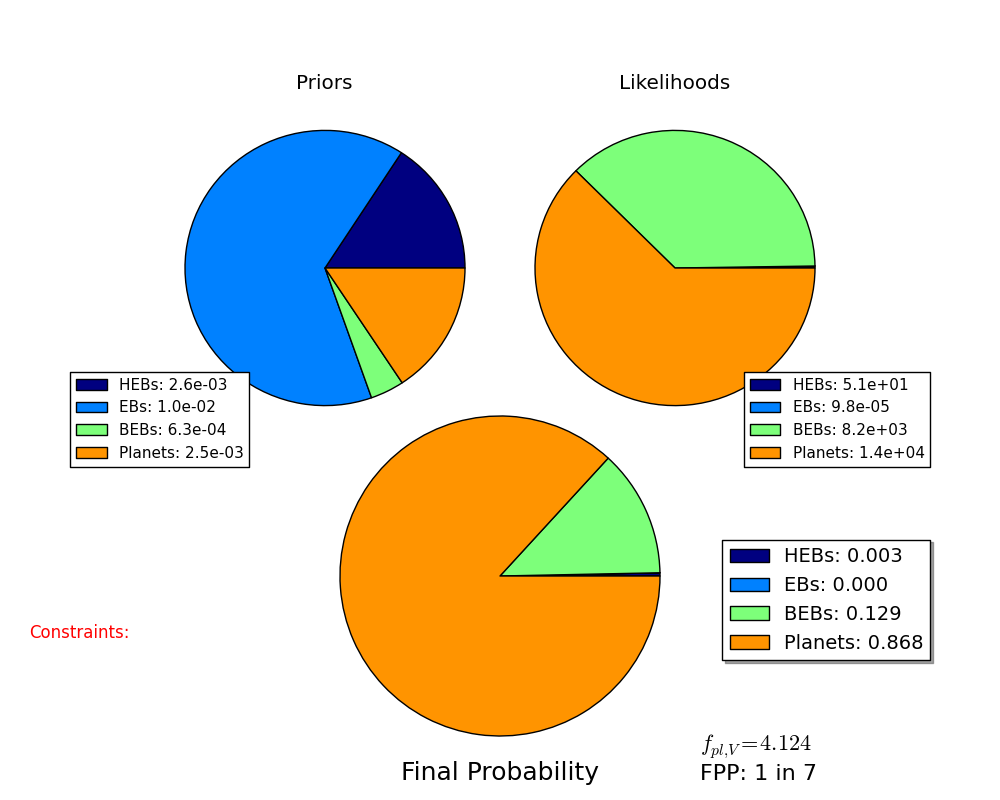 Priors
Likelihoods
HEBs: 2.6e-03
EBs: 1.0e-02
BEBs: 6.3e-04
Planets: 2.5e-03
HEBs: 5.1e+01
EBs: 9.8e-05
BEBs: 8.2e+03
Planets: 1.4e+04
HEBs: 0.003
EBs: 0.000
BEBs: 0.129
Planets: 0.868
Constraints:
f_{pl,V}=4.124
Final Probability
FPP: 1 in 7